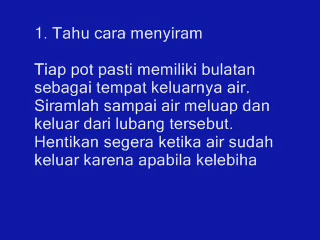 1. Tahu cara menyiram
Tiap pot pasti memiliki bulatan
sebagai tempat keluarnya air.
Siramlah sampai air meluap dan
keluar dari lubang tersebut.
Hentikan segera ketika air sudah
keluar karena apabila kelebiha